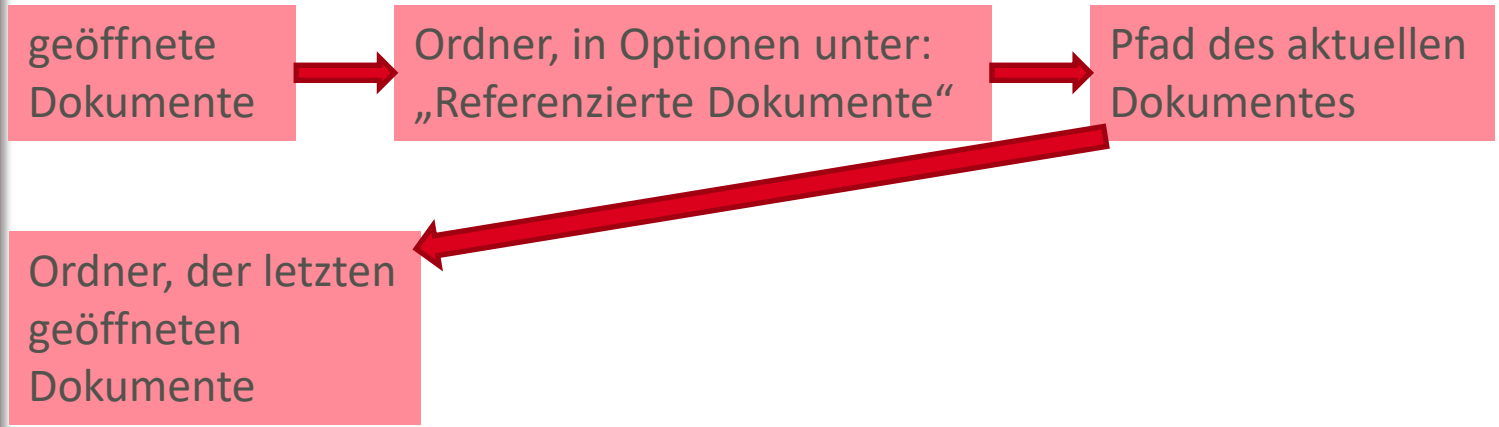 geöffnete
Dokumente
Ordner, in Optionen unter:
„Referenzierte Dokumente“
Pfad des aktuellen
Dokumentes
Ordner, der letzten
geöffneten
Dokumente